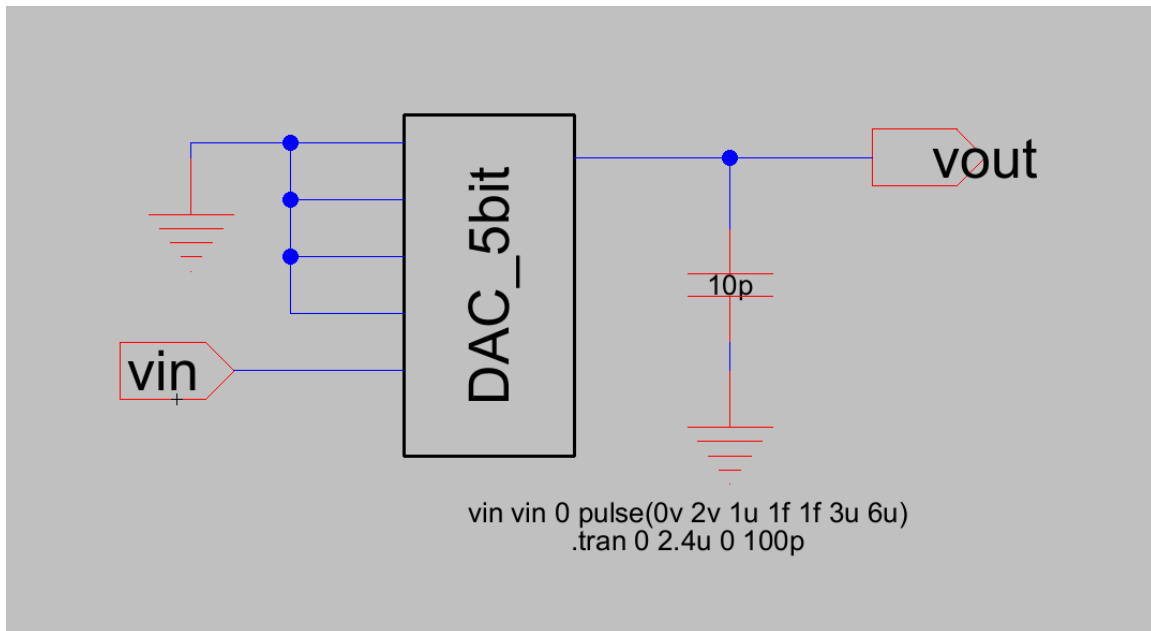 DAC_5bit
vout
10p
vin
vin vin 0 pulse(0v 2v 1u 1f 1f 3u 6u)
.tran 0 2.4u 0 100p